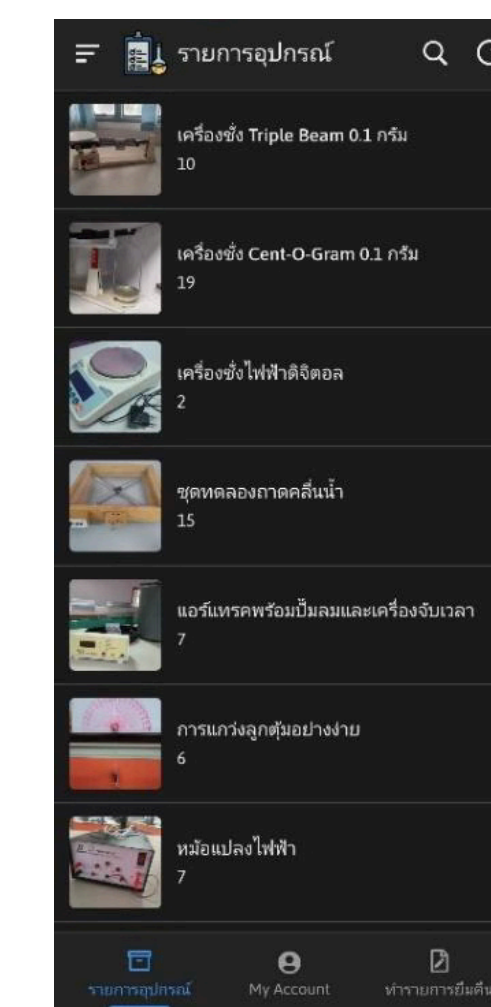 รายการอุปกรณ์
เครื่องชั่ง Triple Beam 0.1 กรัม
10
เครื่องชั่ง Cent-O-Gram 0.1 กรัม
19
เครื่องชั่งไฟฟ้าดิจิตอล
2
ชุดทดลองถาดคลื่นน้ำ
15
แอร์แทรคพร้อมปั๊มลมและเครื่องจับเวลา
7
การแกว่งลูกตุ้มอย่างง่าย
6
หม้อแปลงไฟฟ้า
7
รายการอุปกรณ์
My Account
ทำรายการยืมคืน